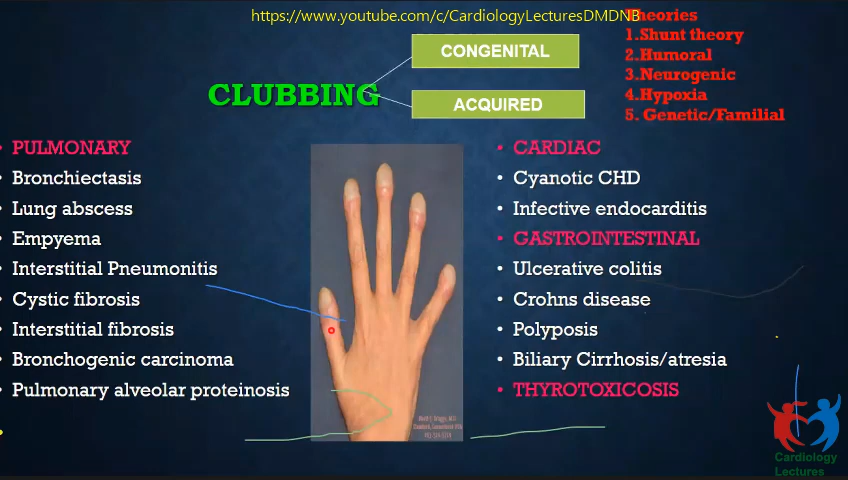 https://www.youtube.com/c/CardiologyLecturesDMDNB
Theories
1.Shunt theory
2.Humoral
3.Neurogenic
4.Hypoxia
5. Genetic/Familial
CLUBBING
CONGENITAL
ACQUIRED
• PULMONARY
• Bronchiectasis
• Lung abscess
• Empyema
• Interstitial Pneumonitis
• Cystic fibrosis
• Interstitial fibrosis
• Bronchogenic carcinoma
• Pulmonary alveolar proteinosis
• CARDIAC
• Cyanotic CHD
• Infective endocarditis
• GASTROINTESTINAL
• Ulcerative colitis
• Crohns disease
• Polyposis
• Biliary Cirrhosis/atresia
• THYROTOXICOSIS
Cardiology
Lectures